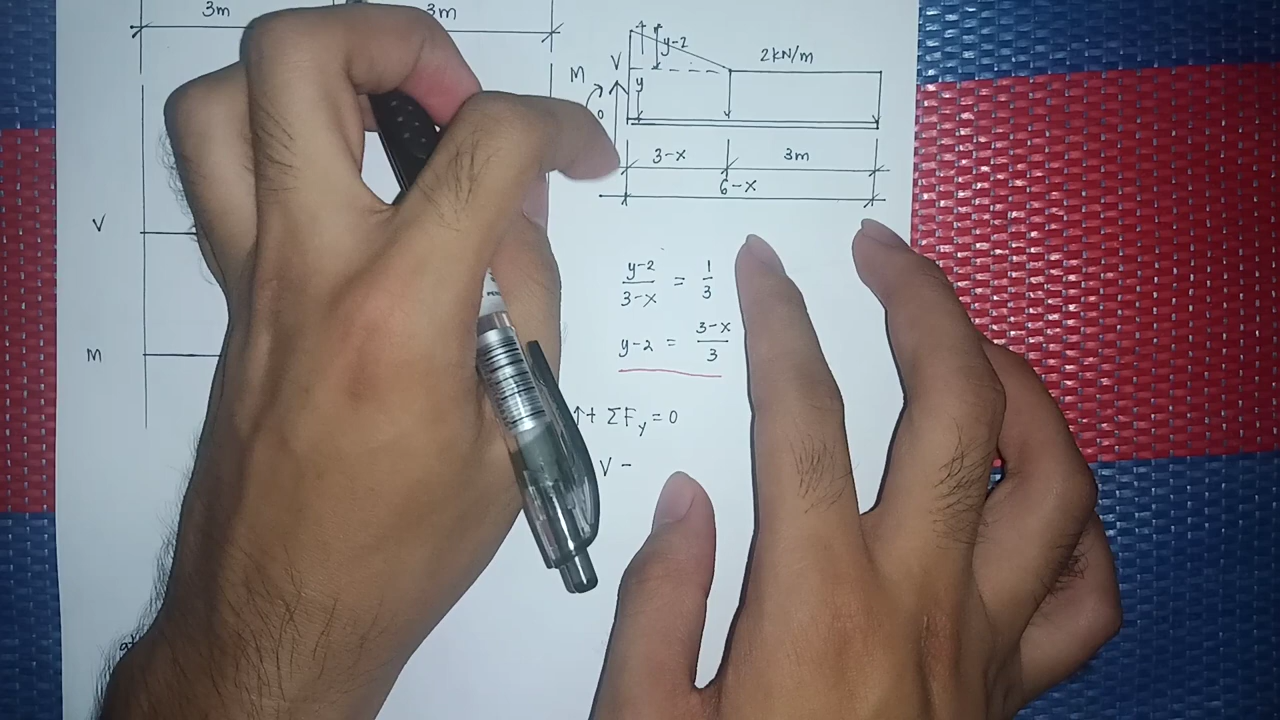 3m 3m
y-2
2kN/m
M V
y
3-x 3m
6-x
V
y-2 / 3-x = 1/3
y-2 = 3-x / 3
M
↑+ ΣFy = 0
V -